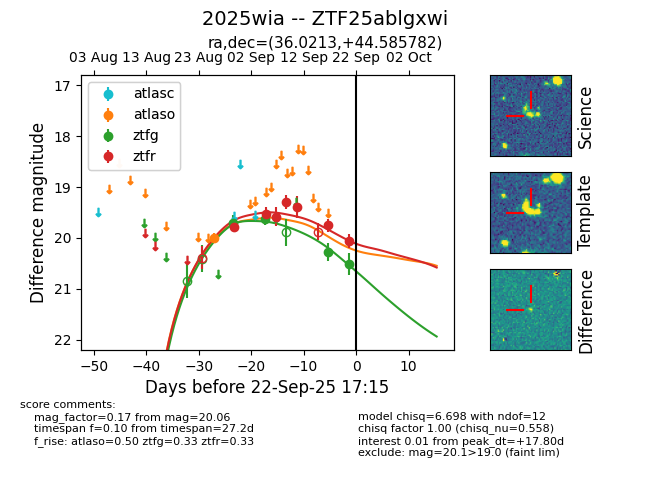 2025wia -- ZTF25ablgxwi
ra,dec=(36.0213,+44.585782)
03 Aug 13 Aug 23 Aug 02 Sep 12 Sep 22 Sep 02 Oct
atlasc
atlaso
ztfg
ztfr
17
18
19
20
21
22
Difference magnitude
−50 −40 −30 −20 −10 0 10
Days before 22-Sep-25 17:15
Science
Template
Difference
score comments:
mag_factor=0.17 from mag=20.06
timespan f=0.10 from timespan=27.2d
f_rise: atlaso=0.50 ztfg=0.33 ztfr=0.33
model chisq=6.698 with ndof=12
chisq factor 1.00 (chisq_nu=0.558)
interest 0.01 from peak_dt=+17.80d
exclude: mag=20.1>19.0 (faint lim)